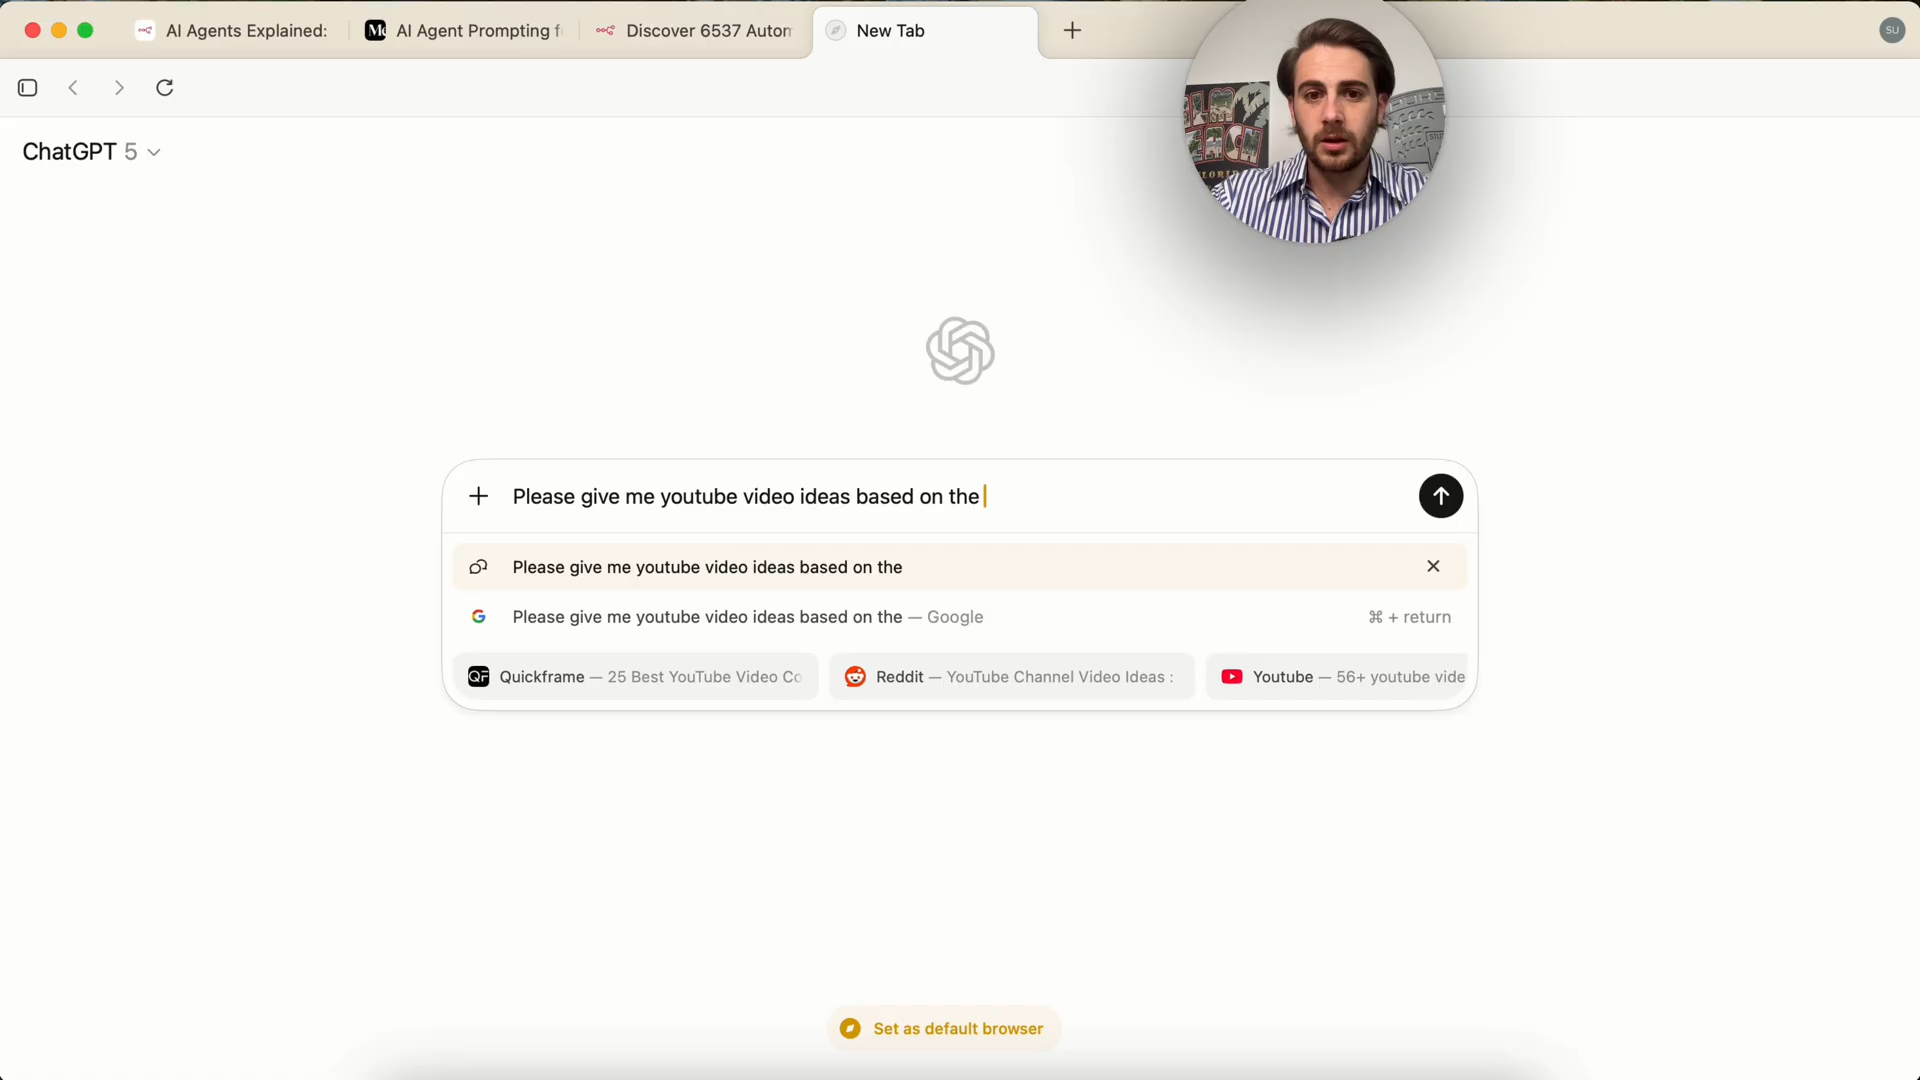 AI Agents Explained:
AI Agent Prompting f
Discover 6537 Autom
New Tab
SU
ChatGPT 5
Please give me youtube video ideas based on the
Please give me youtube video ideas based on the
Please give me youtube video ideas based on the — Google
⌘ + return
QF Quickframe — 25 Best YouTube Video Co
Reddit — YouTube Channel Video Ideas :
Youtube — 56+ youtube vide
Set as default browser